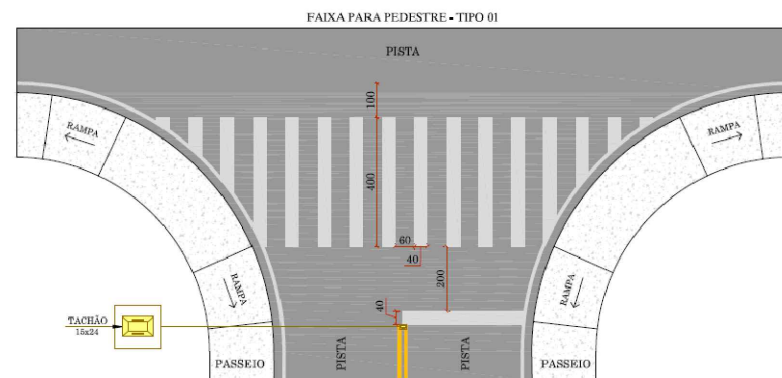 FAIXA PARA PEDESTRE - TIPO 01
PISTA
100
RAMPA
RAMPA
400
60
40
200
RAMPA
RAMPA
40
TACHÃO
15x24
PASSEIO
PISTA
PISTA
PASSEIO